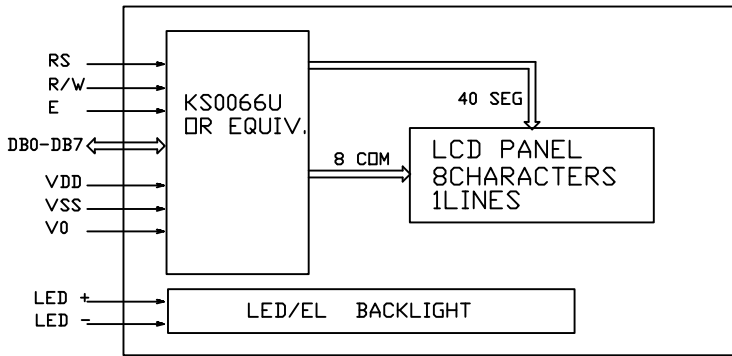 RS
R/W
E
DB0-DB7
VDD
VSS
V0
LED +
LED -
KS0066U
OR EQUIV.
40 SEG
8 COM
LCD PANEL
8CHARACTERS
1LINES
LED/EL BACKLIGHT